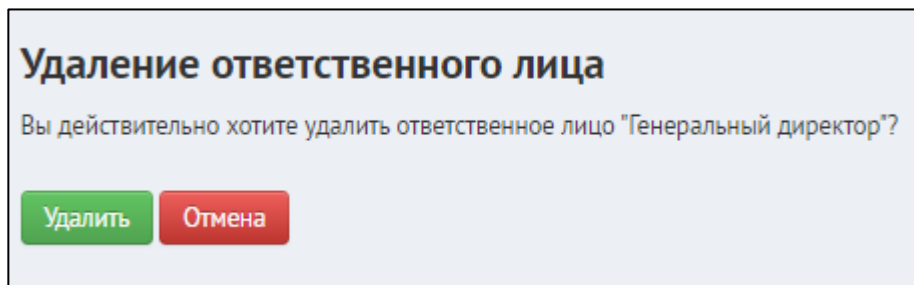 Удаление ответственного лица
Вы действительно хотите удалить ответственное лицо "Генеральный директор"?
Удалить Отмена